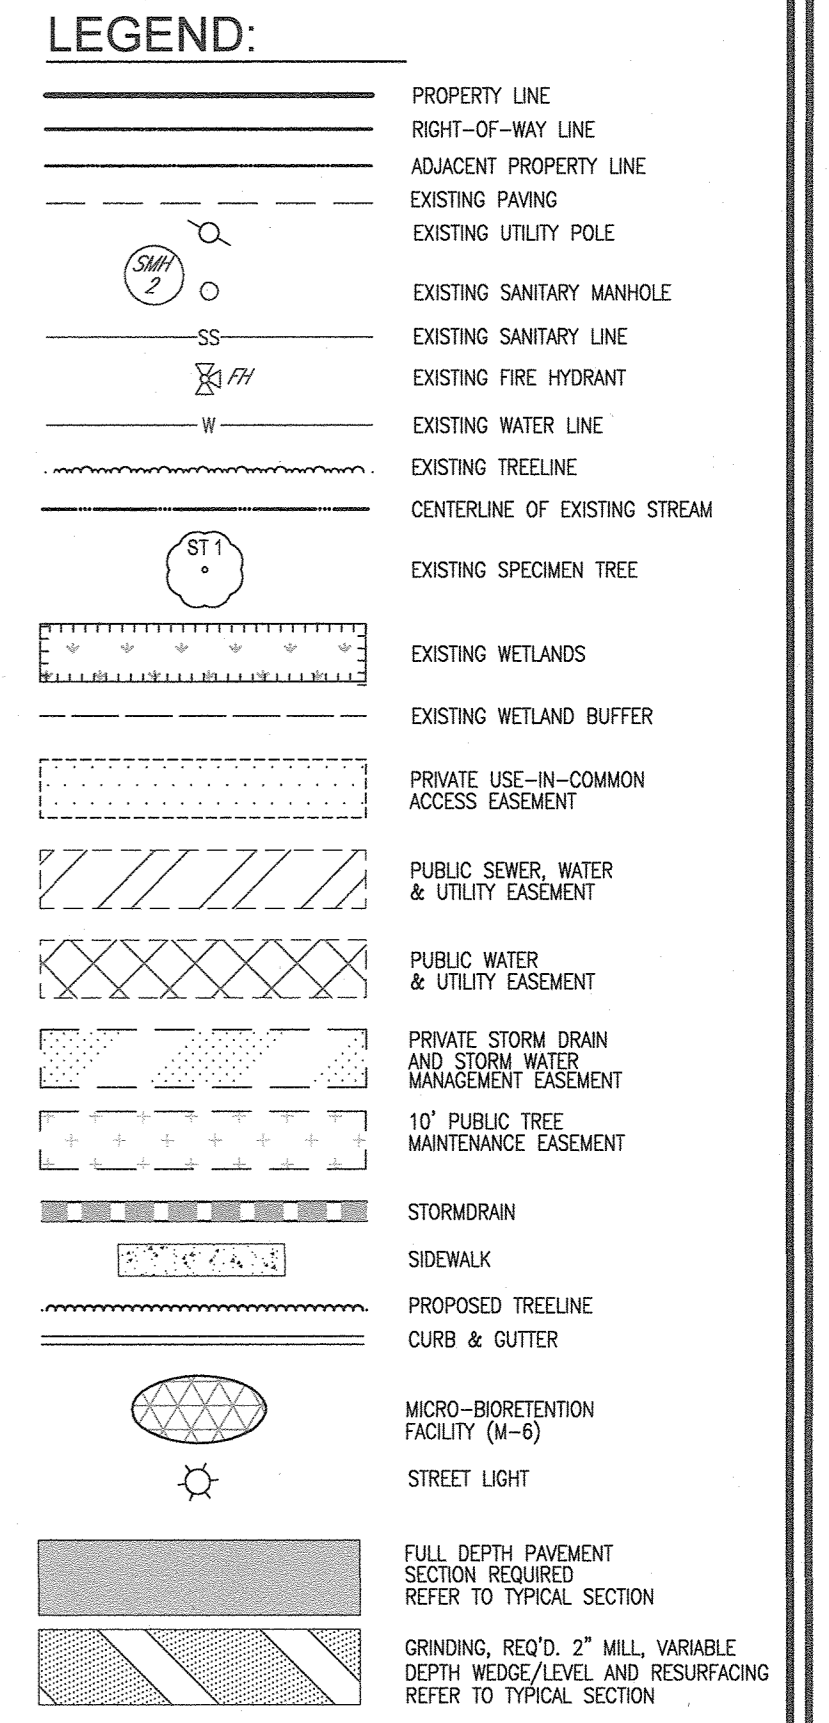 LEGEND:
PROPERTY LINE
RIGHT-OF-WAY LINE
ADJACENT PROPERTY LINE
EXISTING PAVING
EXISTING UTILITY POLE
SMH
2
EXISTING SANITARY MANHOLE
SS
EXISTING SANITARY LINE
FH
EXISTING FIRE HYDRANT
W
EXISTING WATER LINE
EXISTING TREELINE
CENTERLINE OF EXISTING STREAM
ST 1
EXISTING SPECIMEN TREE
EXISTING WETLANDS
EXISTING WETLAND BUFFER
PRIVATE USE-IN-COMMON
ACCESS EASEMENT
PUBLIC SEWER, WATER
& UTILITY EASEMENT
PUBLIC WATER
& UTILITY EASEMENT
PRIVATE STORM DRAIN
AND STORM WATER
MANAGEMENT EASEMENT
10' PUBLIC TREE
MAINTENANCE EASEMENT
STORMDRAIN
SIDEWALK
PROPOSED TREELINE
CURB & GUTTER
MICRO-BIORETENTION
FACILITY (M-6)
STREET LIGHT
FULL DEPTH PAVEMENT
SECTION REQUIRED
REFER TO TYPICAL SECTION
GRINDING, REQ'D. 2" MILL, VARIABLE
DEPTH WEDGE/LEVEL AND RESURFACING
REFER TO TYPICAL SECTION